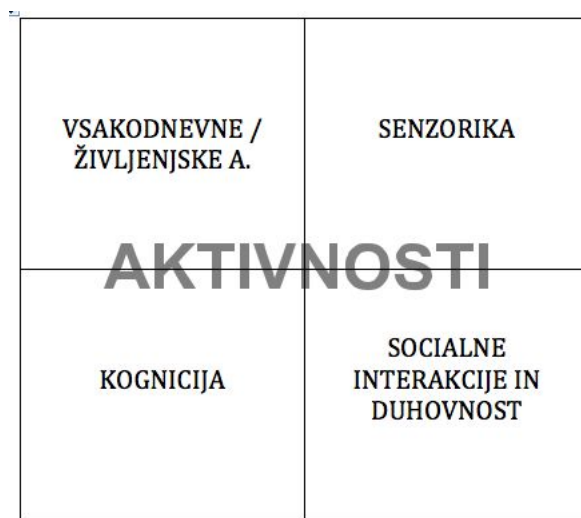 VSAKODNEVNE /
ŽIVLJENJSKE A.
SENZORIKA
AKTIVNOSTI
KOGNICIJA
SOCIALNE
INTERAKCIJE IN
DUHOVNOST